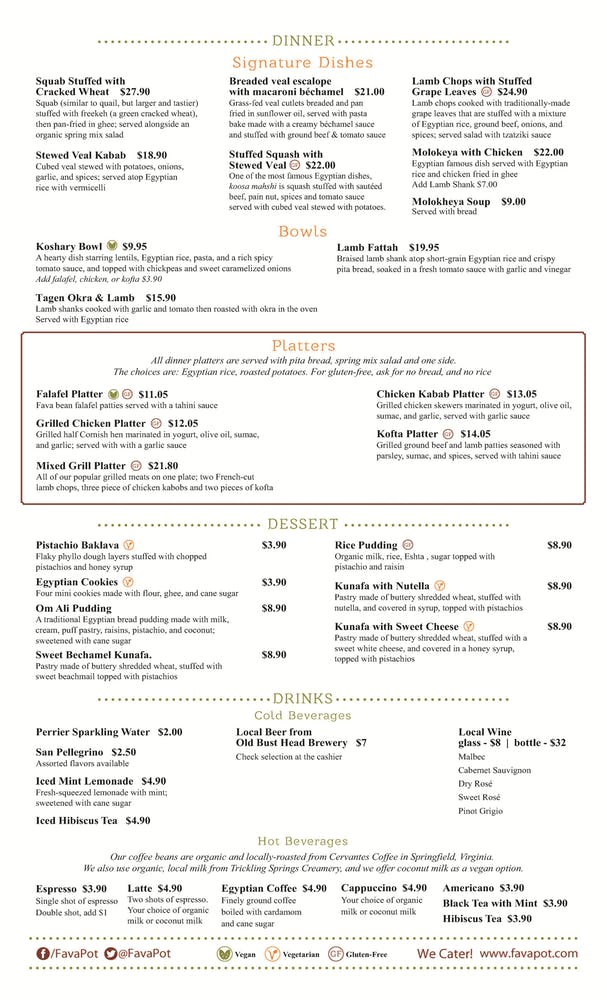 DINNER
Signature Dishes
Squab Stuffed with
Cracked Wheat $27.90
Squab (similar to quail, but larger and tastier)
stuffed with freekeh (a green cracked wheat),
then pan-fried in ghee; served alongside an
organic spring mix salad
Stewed Veal Kabab $18.90
Cubed veal stewed with potatoes, onions,
garlic, and spices; served atop Egyptian
rice with vermicelli
Breaded veal escalope
with macaroni béchamel $21.00
Grass-fed veal cutlets breaded and pan
fried in sunflower oil, served with pasta
bake made with a creamy béchamel sauce
and stuffed with ground beef & tomato sauce
Stuffed Squash with
Stewed Veal GF $22.00
One of the most famous Egyptian dishes,
koosa mahshi is squash stuffed with sautéed
beef, pain nut, spices and tomato sauce
served with cubed veal stewed with potatoes.
Lamb Chops with Stuffed
Grape Leaves GF $24.90
Lamb chops cooked with traditionally-made
grape leaves that are stuffed with a mixture
of Egyptian rice, ground beef, onions, and
spices; served salad with tzatziki sauce
Molokeya with Chicken $22.00
Egyptian famous dish served with Egyptian
rice and chicken fried in ghee
Add Lamb Shank $7.00
Molokheya Soup $9.00
Served with bread
Bowls
Koshary Bowl $9.95
A hearty dish starring lentils, Egyptian rice, pasta, and a rich spicy
tomato sauce, and topped with chickpeas and sweet caramelized onions
Add falafel, chicken, or kofta $3.90
Tagen Okra & Lamb $15.90
Lamb shanks cooked with garlic and tomato then roasted with okra in the oven
Served with Egyptian rice
Lamb Fattah $19.95
Braised lamb shank atop short-grain Egyptian rice and crispy
pita bread, soaked in a fresh tomato sauce with garlic and vinegar
Platters
All dinner platters are served with pita bread, spring mix salad and one side.
The choices are: Egyptian rice, roasted potatoes. For gluten-free, ask for no bread, and no rice
Falafel Platter GF $11.05
Fava bean falafel patties served with a tahini sauce
Grilled Chicken Platter GF $12.05
Grilled half Cornish hen marinated in yogurt, olive oil, sumac,
and garlic; served with with a garlic sauce
Mixed Grill Platter GF $21.80
All of our popular grilled meats on one plate; two French-cut
lamb chops, three piece of chicken kabobs and two pieces of kofta
Chicken Kabab Platter GF $13.05
Grilled chicken skewers marinated in yogurt, olive oil,
sumac, and garlic, served with garlic sauce
Kofta Platter GF $14.05
Grilled ground beef and lamb patties seasoned with
parsley, sumac, and spices, served with tahini sauce
DESSERT
Pistachio Baklava V $3.90
Flaky phyllo dough layers stuffed with chopped
pistachios and honey syrup
Egyptian Cookies V $3.90
Four mini cookies made with flour, ghee, and cane sugar
Om Ali Pudding $8.90
A traditional Egyptian bread pudding made with milk,
cream, puff pastry, raisins, pistachio, and coconut;
sweetened with cane sugar
Sweet Bechamel Kunafa. $8.90
Pastry made of buttery shredded wheat, stuffed with
sweet beachmail topped with pistachios
Rice Pudding GF $8.90
Organic milk, rice, Eshta , sugar topped with
pistachio and raisin
Kunafa with Nutella V $8.90
Pastry made of buttery shredded wheat, stuffed with
nutella, and covered in syrup, topped with pistachios
Kunafa with Sweet Cheese V $8.90
Pastry made of buttery shredded wheat, stuffed with a
sweet white cheese, and covered in a honey syrup,
topped with pistachios
DRINKS
Cold Beverages
Perrier Sparkling Water $2.00
San Pellegrino $2.50
Assorted flavors available
Iced Mint Lemonade $4.90
Fresh-squeezed lemonade with mint;
sweetened with cane sugar
Iced Hibiscus Tea $4.90
Local Beer from
Old Bust Head Brewery $7
Check selection at the cashier
Local Wine
glass - $8 | bottle - $32
Malbec
Cabernet Sauvignon
Dry Rosé
Sweet Rosé
Pinot Grigio
Hot Beverages
Our coffee beans are organic and locally-roasted from Cervantes Coffee in Springfield, Virginia.
We also use organic, local milk from Trickling Springs Creamery, and we offer coconut milk as a vegan option.
Espresso $3.90
Single shot of espresso
Double shot, add $1
Latte $4.90
Two shots of espresso.
Your choice of organic
milk or coconut milk
Egyptian Coffee $4.90
Finely ground coffee
boiled with cardamom
and cane sugar
Cappuccino $4.90
Your choice of organic
milk or coconut milk
Americano $3.90
Black Tea with Mint $3.90
Hibiscus Tea $3.90
f/FavaPot @FavaPot V Vegan V Vegetarian GF Gluten-Free We Cater! www.favapot.com